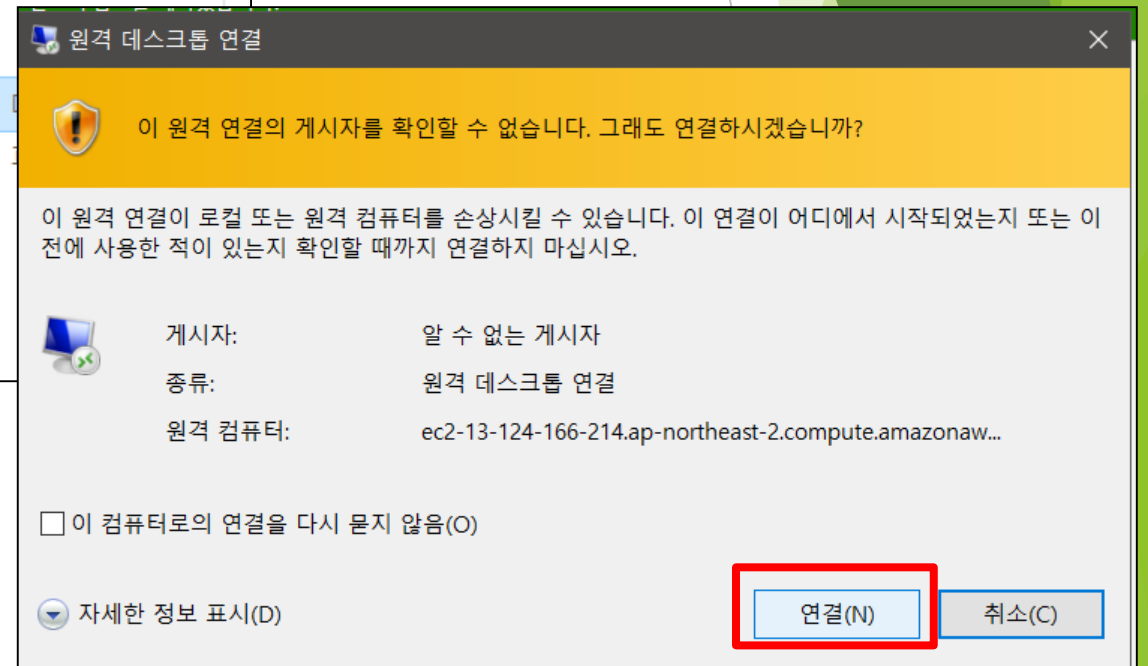 원격 데스크톱 연결
이 원격 연결의 게시자를 확인할 수 없습니다. 그래도 연결하시겠습니까?
이 원격 연결이 로컬 또는 원격 컴퓨터를 손상시킬 수 있습니다. 이 연결이 어디에서 시작되었는지 또는 이
전에 사용한 적이 있는지 확인할 때까지 연결하지 마십시오.
게시자: 알 수 없는 게시자
종류: 원격 데스크톱 연결
원격 컴퓨터: ec2-13-124-166-214.ap-northeast-2.compute.amazonaw...
이 컴퓨터로의 연결을 다시 묻지 않음(O)
자세한 정보 표시(D) 연결(N) 취소(C)